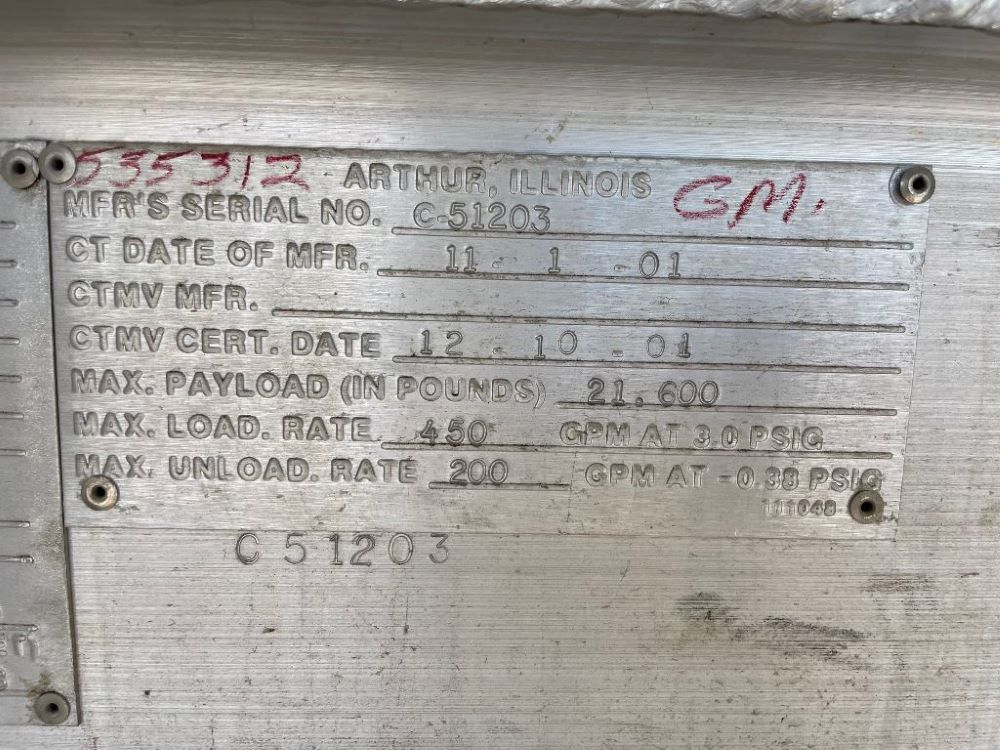 535312 ARTHUR, ILLINOIS GM.
MFR'S SERIAL NO. C-51203
CT DATE OF MFR. 11- 1 -01
CTMV MFR.
CTMV CERT. DATE 12 - 10 - 01
MAX. PAYLOAD (IN POUNDS) 21.600
MAX. LOAD. RATE 450 GPM AT 3.0 PSIG
MAX. UNLOAD. RATE 200 GPM AT -0.38 PSIG
C 51203